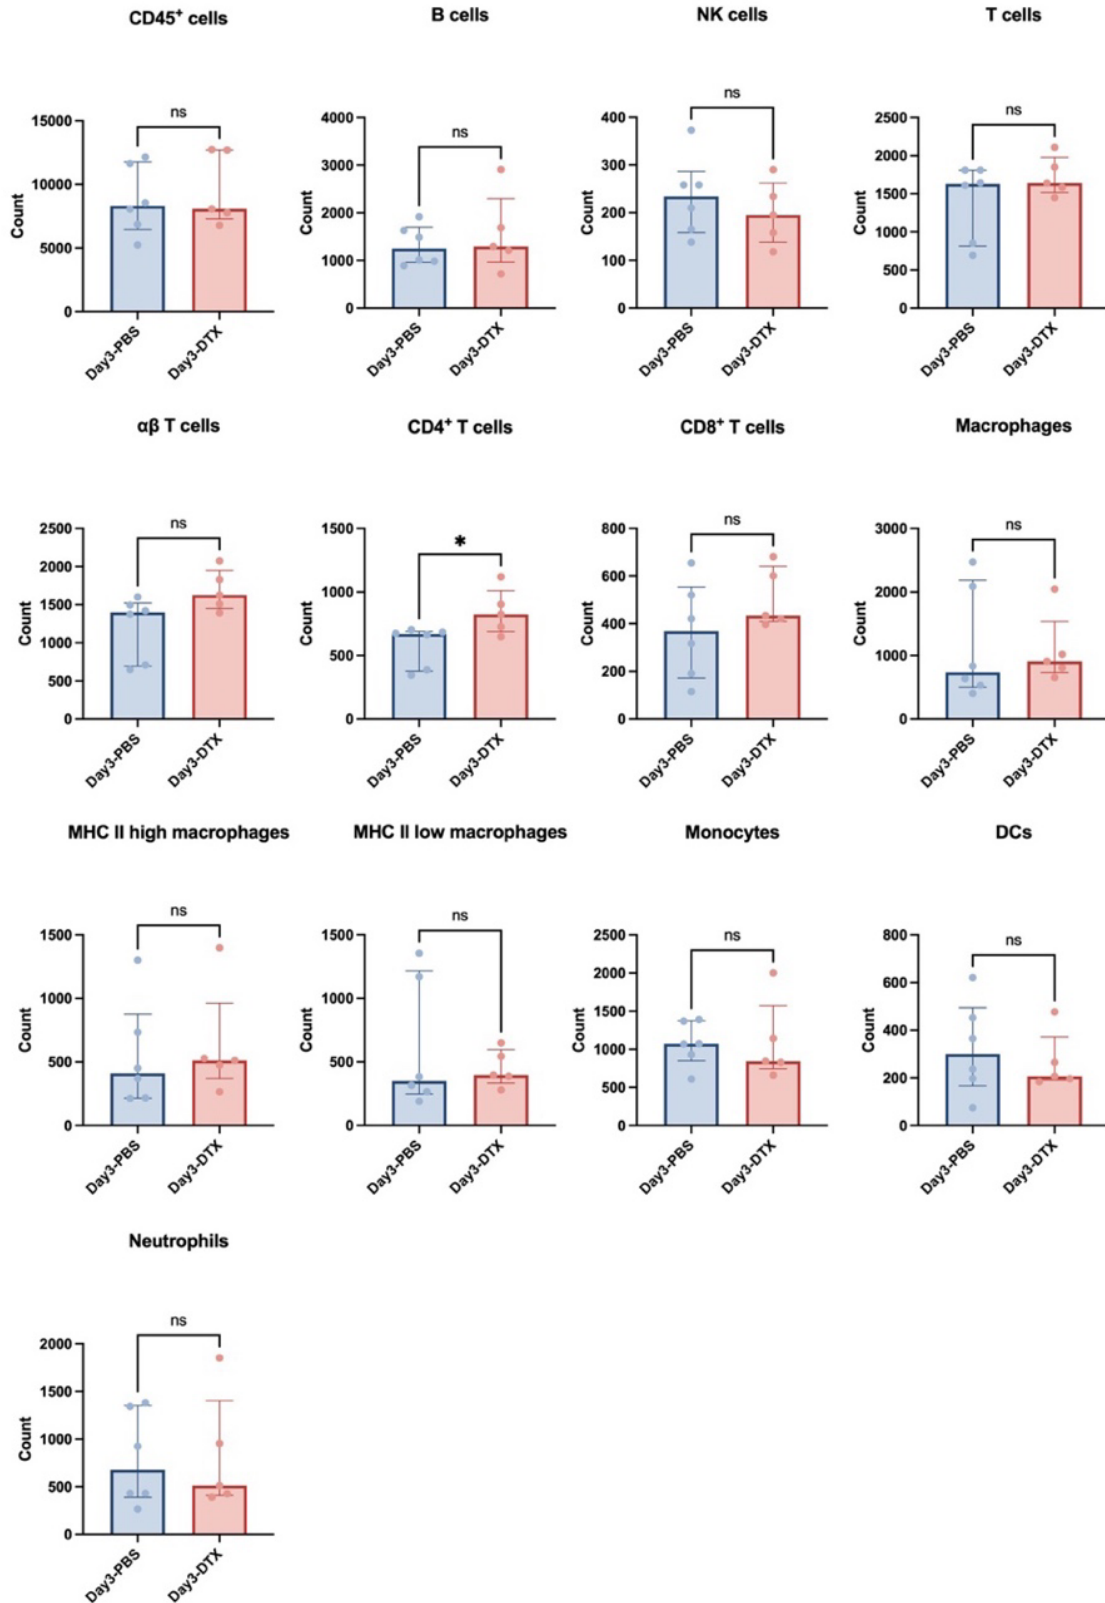 CD45⁺ cells
B cells
NK cells
T cells
ns
ns
ns
ns
Count
15000
10000
5000
0
Day3-PBS
Day3-DTX
Count
4000
3000
2000
1000
0
Day3-PBS
Day3-DTX
Count
400
300
200
100
0
Day3-PBS
Day3-DTX
Count
2500
2000
1500
1000
500
0
Day3-PBS
Day3-DTX
αβ T cells
CD4⁺ T cells
CD8⁺ T cells
Macrophages
ns
*
ns
ns
Count
2500
2000
1500
1000
500
0
Day3-PBS
Day3-DTX
Count
1500
1000
500
0
Day3-PBS
Day3-DTX
Count
800
600
400
200
0
Day3-PBS
Day3-DTX
Count
3000
2000
1000
0
Day3-PBS
Day3-DTX
MHC II high macrophages
MHC II low macrophages
Monocytes
DCs
ns
ns
ns
ns
Count
1500
1000
500
0
Day3-PBS
Day3-DTX
Count
1500
1000
500
0
Day3-PBS
Day3-DTX
Count
2500
2000
1500
1000
500
0
Day3-PBS
Day3-DTX
Count
800
600
400
200
0
Day3-PBS
Day3-DTX
Neutrophils
ns
Count
2000
1500
1000
500
0
Day3-PBS
Day3-DTX